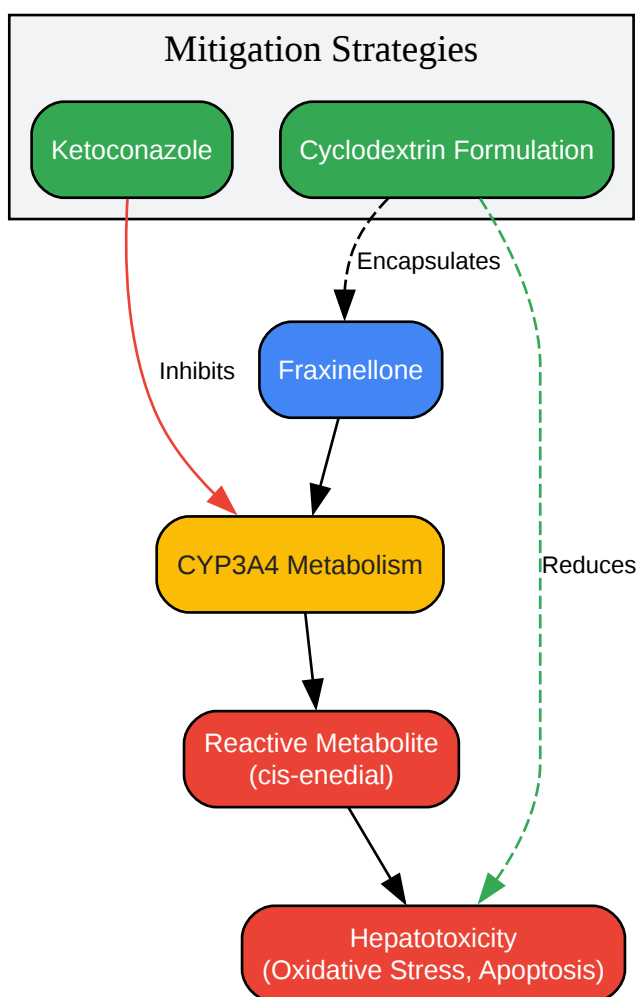 Mitigation Strategies
Ketoconazole
Cyclodextrin Formulation
Encapsulates
Inhibits
Fraxinellone
CYP3A4 Metabolism
Reduces
Reactive Metabolite
(cis-enedial)
Hepatotoxicity
(Oxidative Stress, Apoptosis)